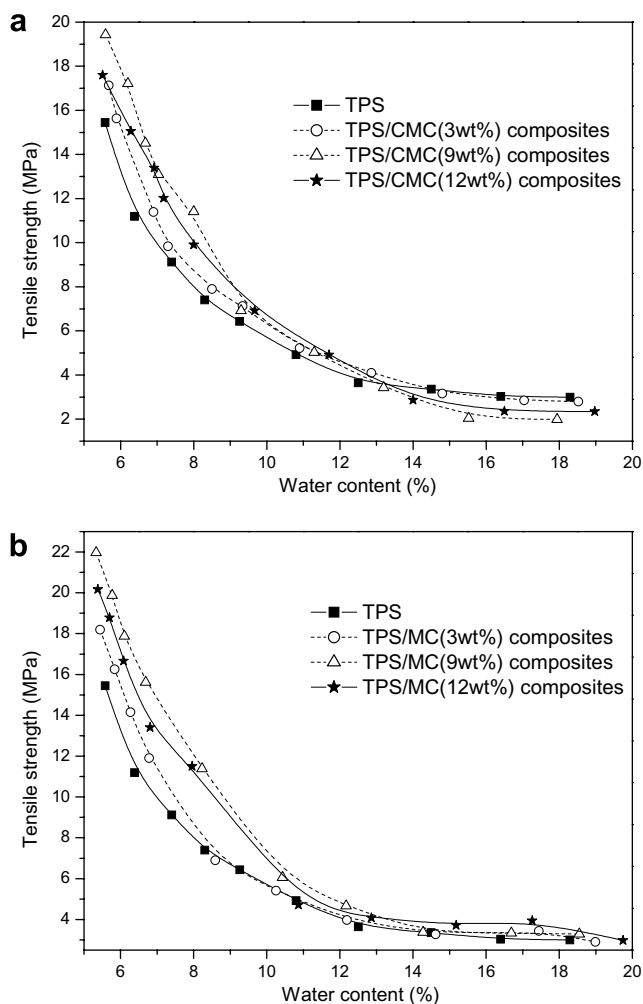 a
20
18
16
14
12
10
8
6
4
2
Tensile strength (MPa)
TPS
TPS/CMC(3wt%) composites
TPS/CMC(9wt%) composites
TPS/CMC(12wt%) composites
6 8 10 12 14 16 18 20
Water content (%)
b
22
20
18
16
14
12
10
8
6
4
Tensile strength (MPa)
TPS
TPS/MC(3wt%) composites
TPS/MC(9wt%) composites
TPS/MC(12wt%) composites
6 8 10 12 14 16 18 20
Water content (%)